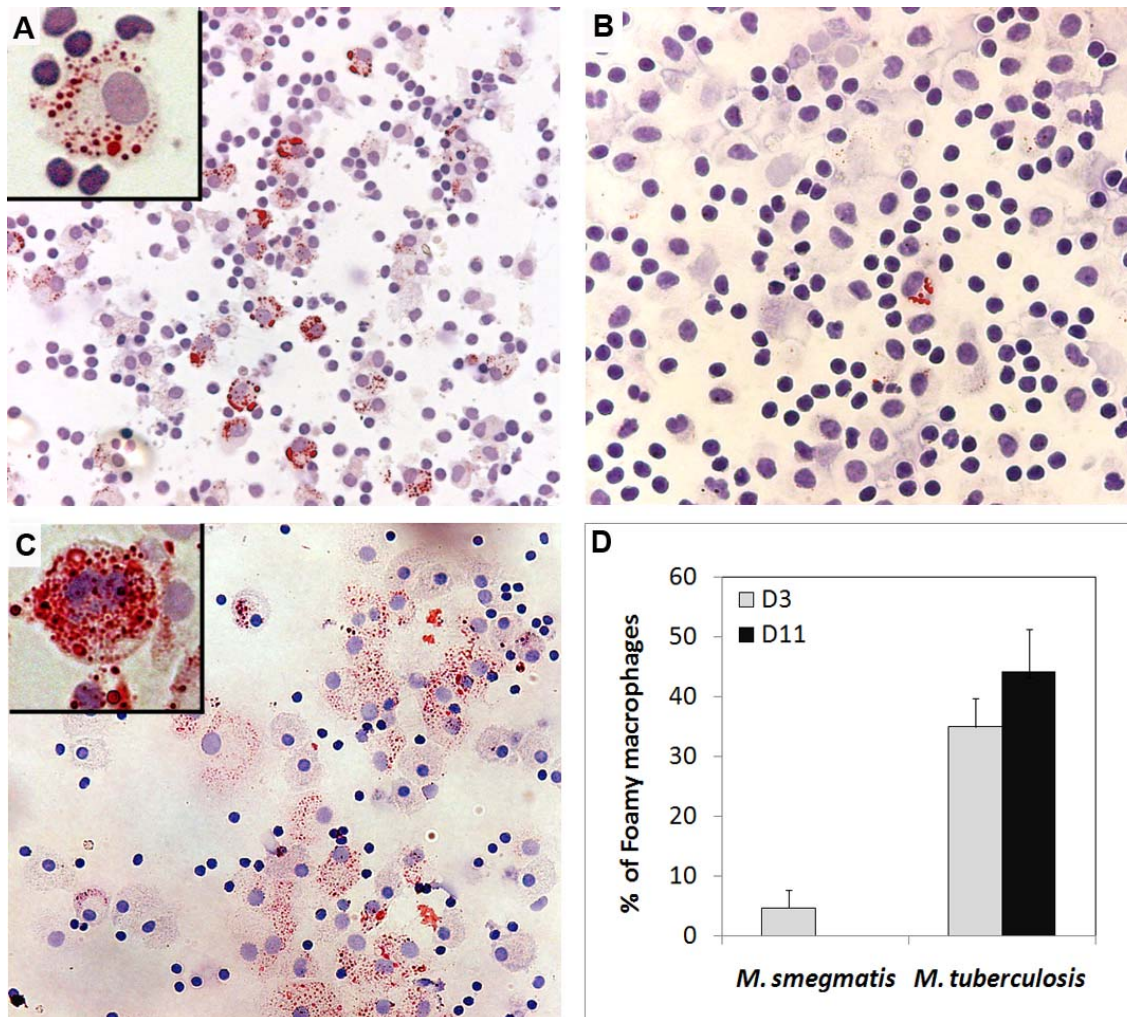 A
B
C
D
% of Foamy macrophages
60
50
40
30
20
10
0
D3
D11
M. smegmatis M. tuberculosis